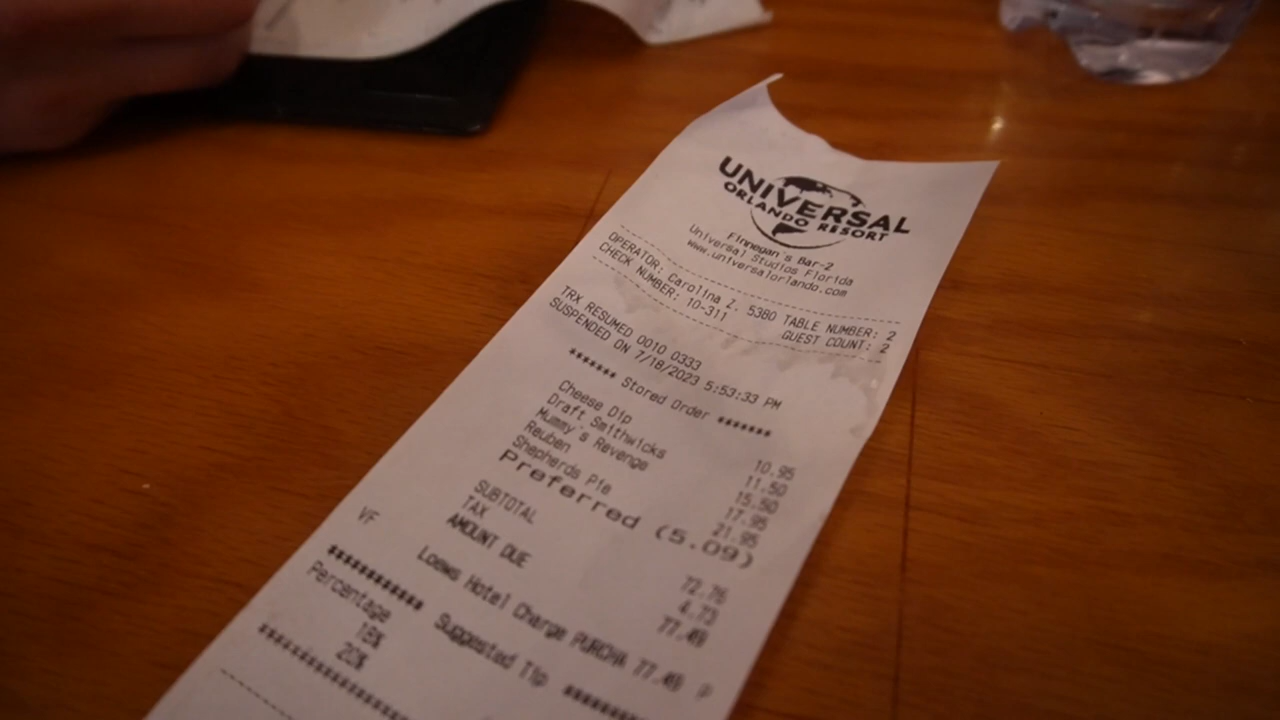 UNIVERSAL
ORLANDO RESORT
Finnegan's Bar-2
Universal Studios Florida
www.universalorlando.com
OPERATOR: Carolina Z. 5380 TABLE NUMBER: 2
CHECK NUMBER: 10-311 GUEST COUNT: 2
TRX RESUMED 0010 0333
SUSPENDED ON 7/18/2023 5:53:33 PM
******* Stored Order *******
Cheese Dip 10.95
Draft Smithwicks 11.50
Mummy's Revenge 15.50
Reuben 17.95
Shepherds Pie 21.95
Preferred (5.09)
SUBTOTAL 72.76
TAX 4.73
AMOUNT DUE 77.49
VF Loews Hotel Charge PURCHA 77.49 P
*********** Suggested Tip
Percentage
18%
20%